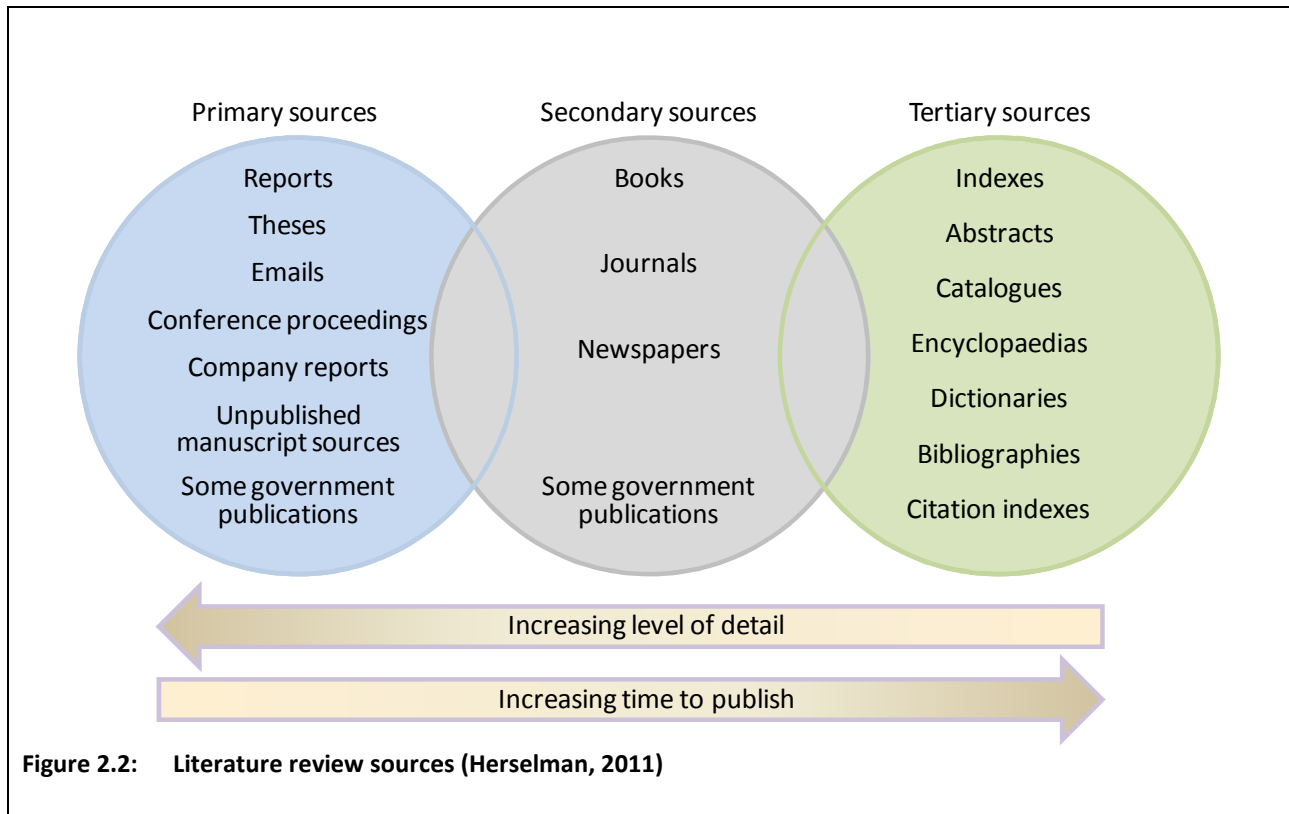 Primary sources
Reports
Theses
Emails
Conference proceedings
Company reports
Unpublished
manuscript sources
Some government
publications
Secondary sources
Books
Journals
Newspapers
Some government
publications
Tertiary sources
Indexes
Abstracts
Catalogues
Encyclopaedias
Dictionaries
Bibliographies
Citation indexes
Increasing level of detail
Increasing time to publish
Figure 2.2: Literature review sources (Herselman, 2011)